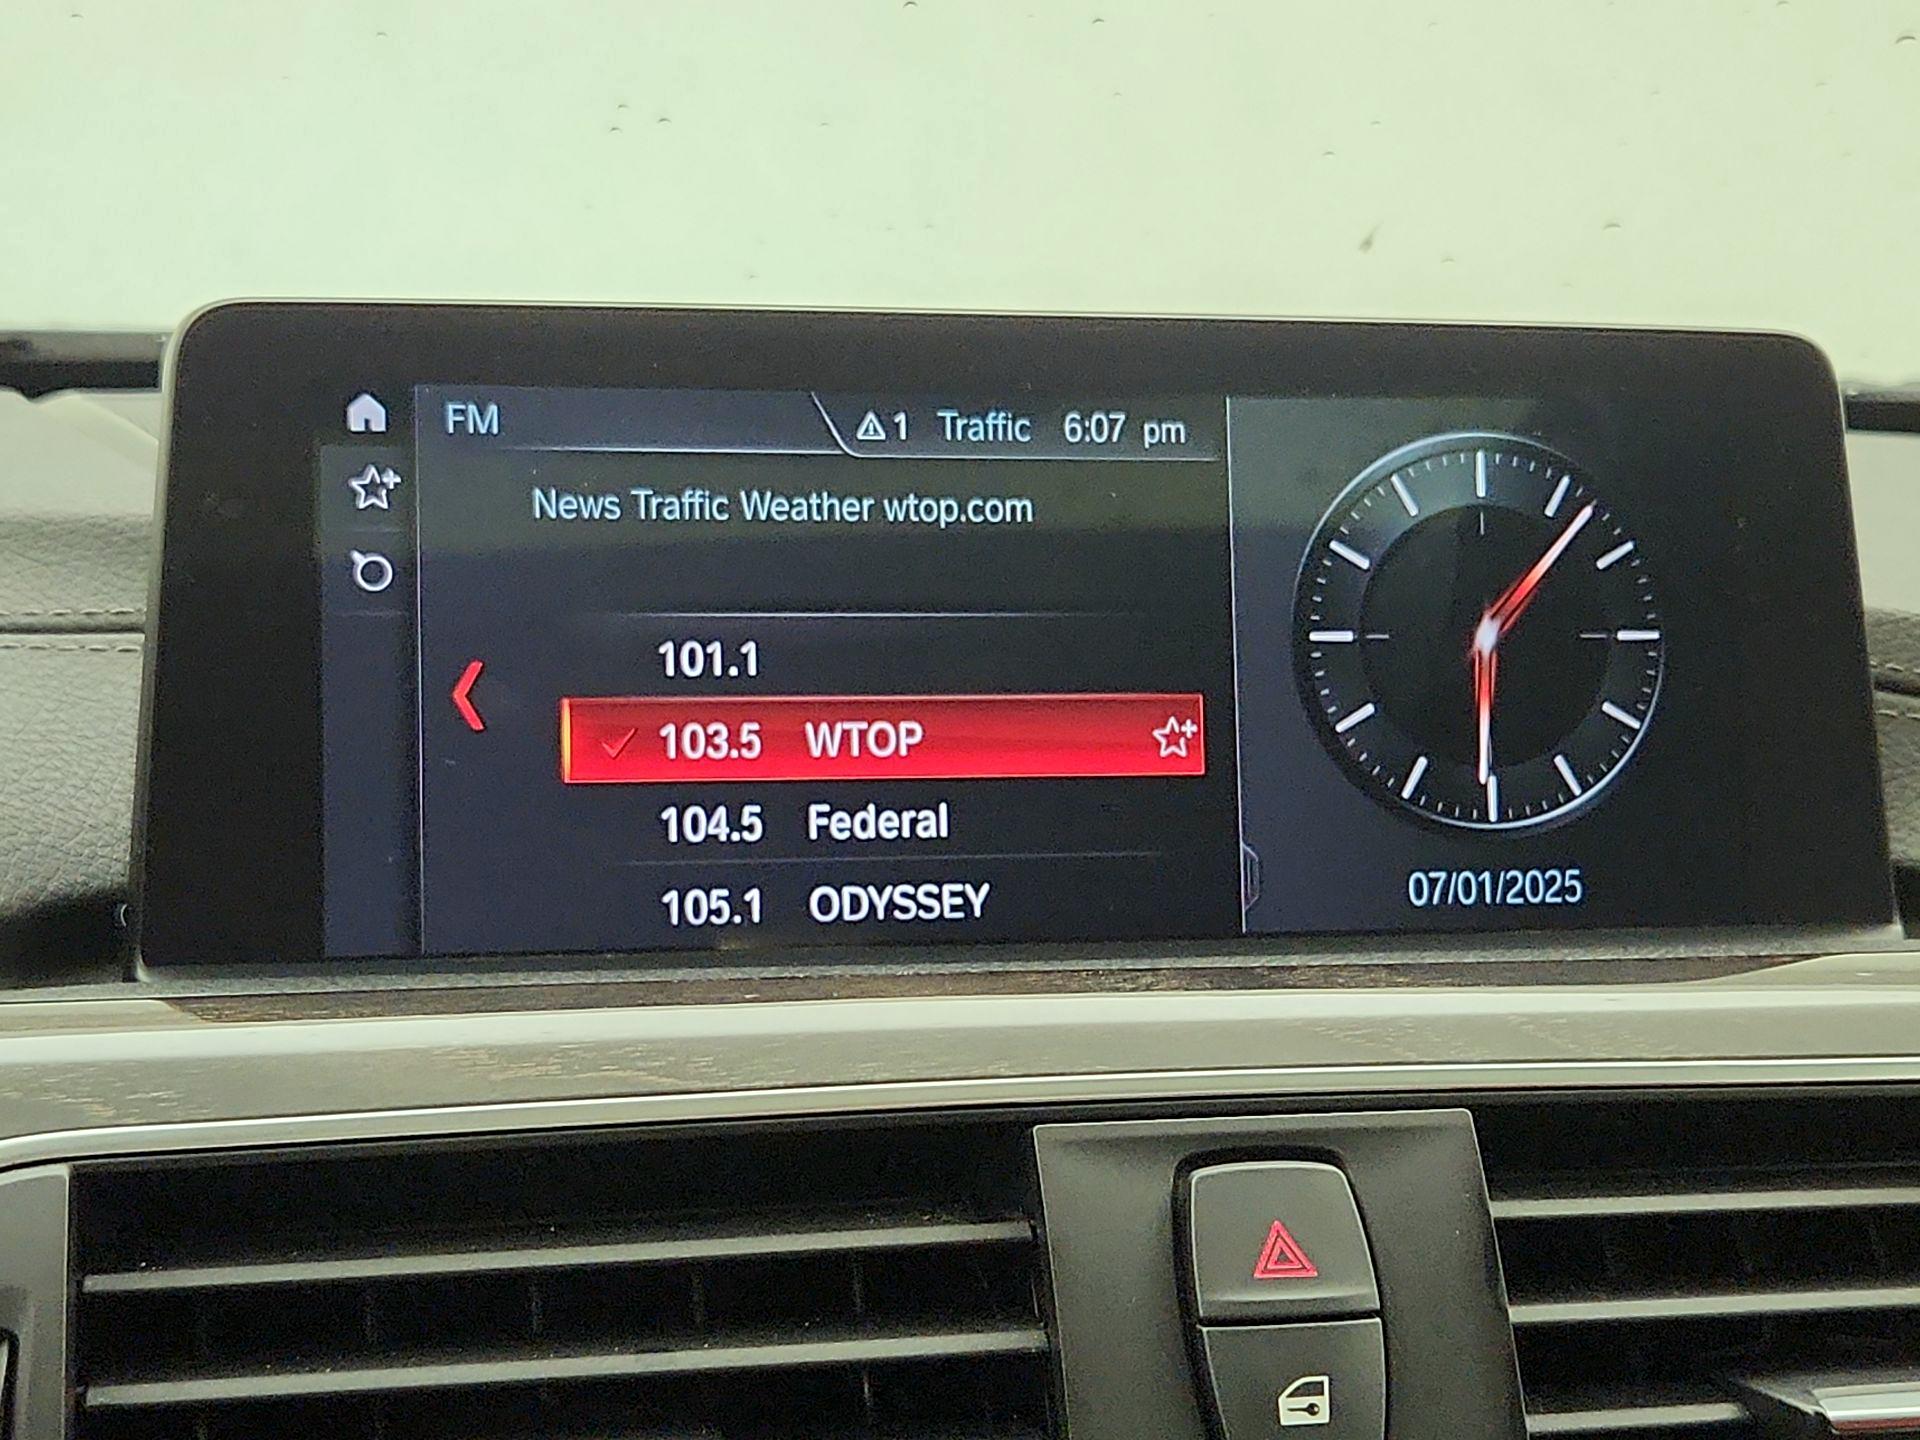 FM
1 Traffic 6:07 pm
News Traffic Weather wtop.com
101.1
103.5 WTOP
104.5 Federal
105.1 ODYSSEY
07/01/2025